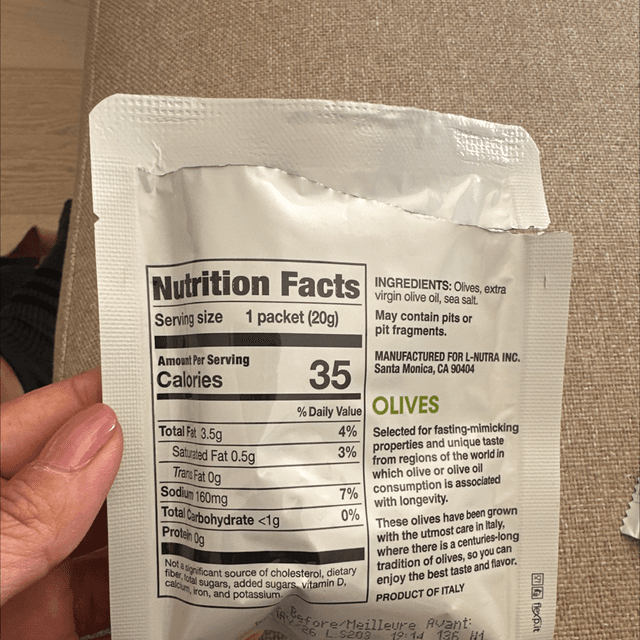 Nutrition Facts
Serving size 1 packet (20g)
Amount Per Serving
Calories 35
% Daily Value
Total Fat 3.5g 4%
Saturated Fat 0.5g 3%
Trans Fat 0g
Sodium 160mg 7%
Total Carbohydrate <1g 0%
Protein 0g
Not a significant source of cholesterol, dietary
fiber, total sugars, added sugars, vitamin D,
calcium, iron, and potassium.
INGREDIENTS: Olives, extra
virgin olive oil, sea salt.
May contain pits or
pit fragments.
MANUFACTURED FOR L-NUTRA INC.
Santa Monica, CA 90404
OLIVES
Selected for fasting-mimicking
properties and unique taste
from regions of the world in
which olive or olive oil
consumption is associated
with longevity.
These olives have been grown
with the utmost care in Italy,
where there is a centuries-long
tradition of olives, so you can
enjoy the best taste and flavor.
PRODUCT OF ITALY
Before/Meilleure Avant: